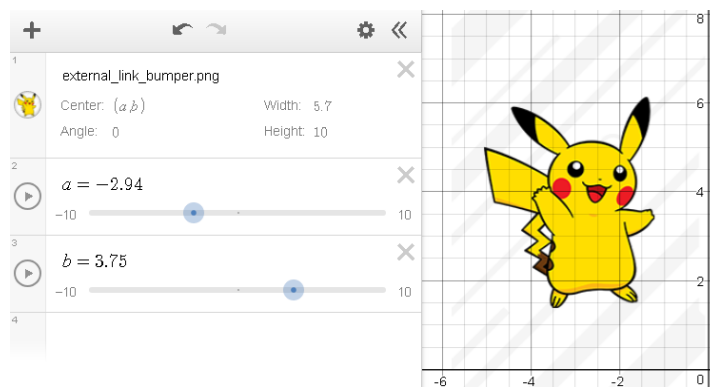 1
external_link_bumper.png
Center: (a b) Width: 5.7
Angle: 0 Height: 10
2
a = −2.94
-10 10
3
b = 3.75
-10 10
4
8
6
4
2
-6 -4 -2 0